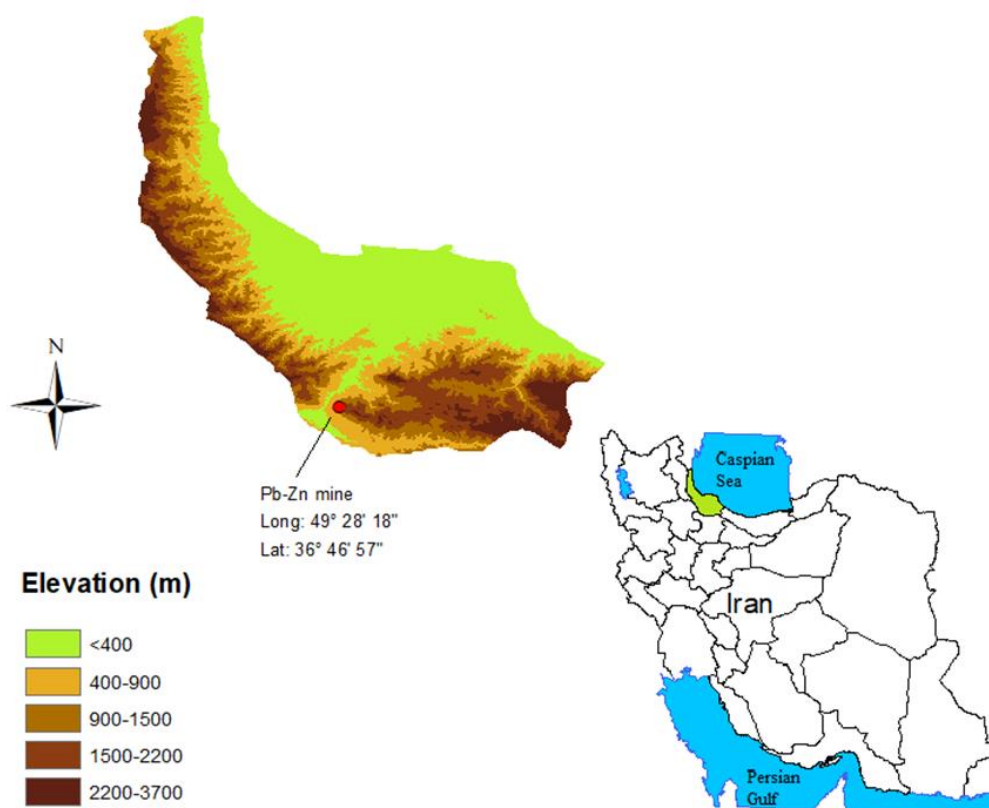 N
Pb-Zn mine
Long: 49° 28' 18"
Lat: 36° 46' 57"
Elevation (m)
<400
400-900
900-1500
1500-2200
2200-3700
Caspian
Sea
Iran
Persian
Gulf